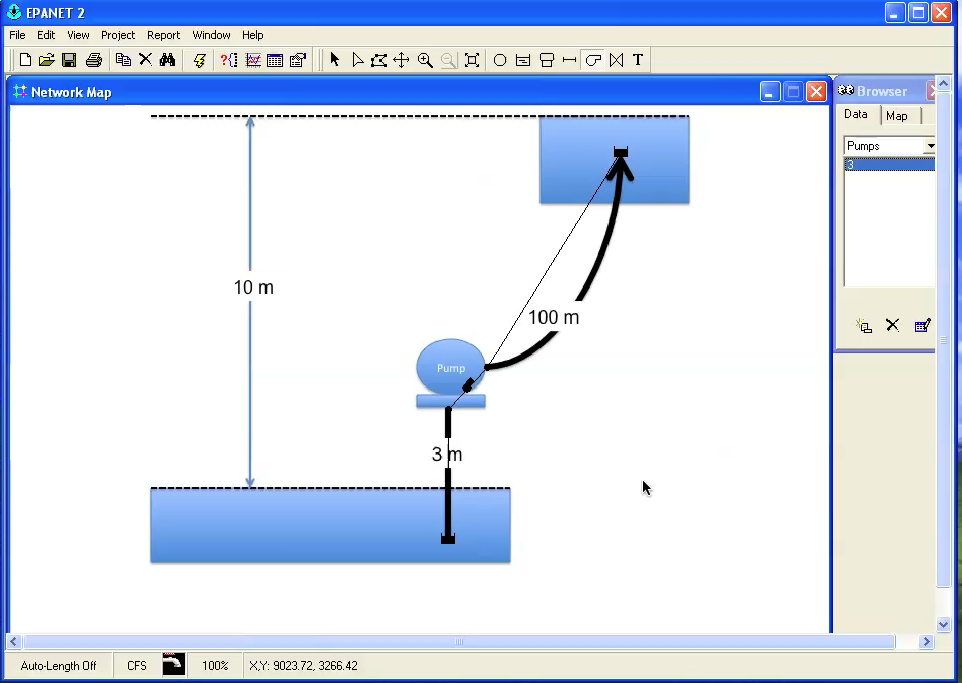 EPANET 2
File Edit View Project Report Window Help
T
Network Map
Browser
Data Map
Pumps
3
10 m
100 m
Pump
3 m
Auto-Length Off CFS 100% X,Y: 9023.72, 3266.42